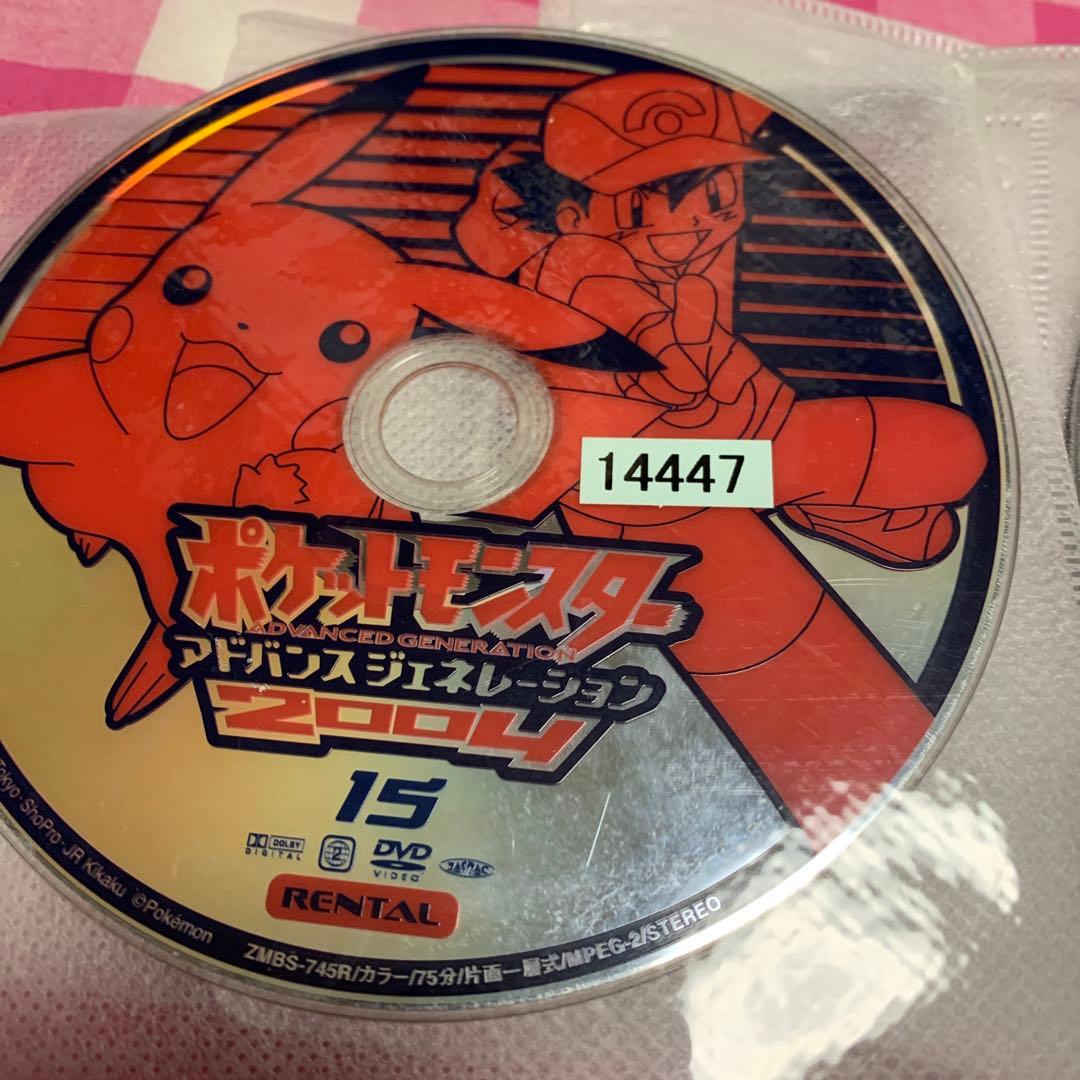 14447
ポケットモンスター
ADVANCED GENERATION
アドバンスジェネレーション
2004
15
DOLBY
DIGITAL
2
DVD
VIDEO
JASRAC
RENTAL
Tokyo ShoPro・JR Kikaku ©Pokémon
ZMBS-745R/カラー/75分/片面一層式/MPEG-2/STEREO